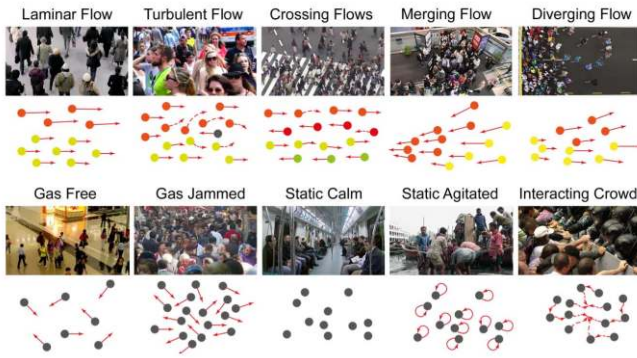 Laminar Flow
Turbulent Flow
Crossing Flows
Merging Flow
Diverging Flow
Gas Free
Gas Jammed
Static Calm
Static Agitated
Interacting Crowd